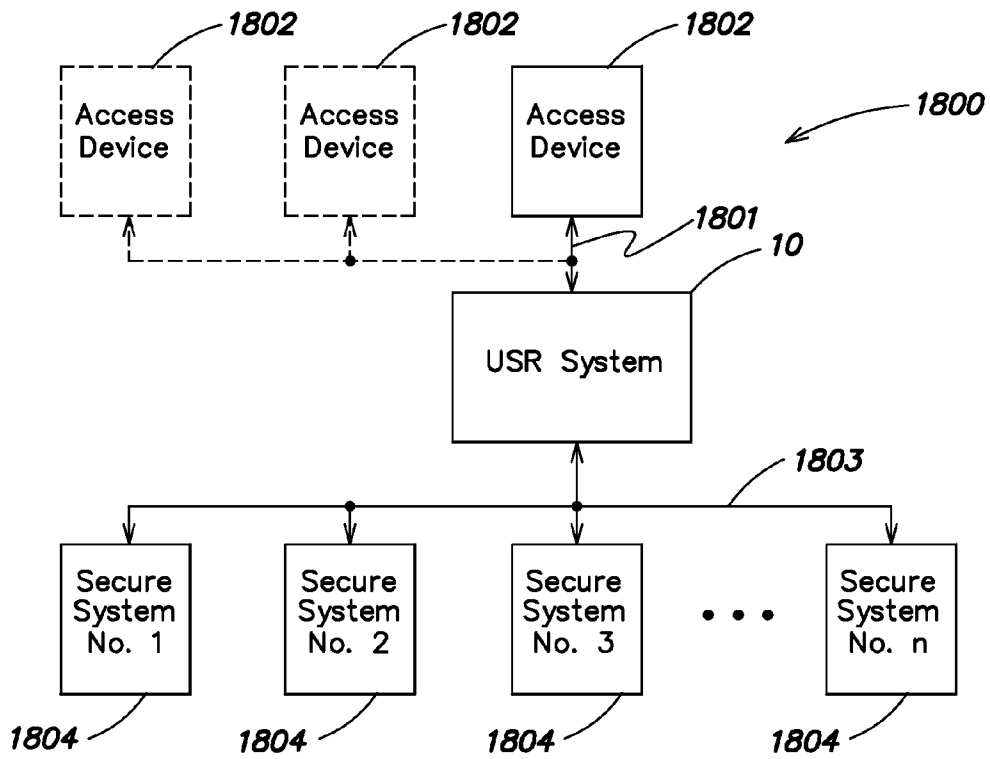 1802
1802
1802
Access
Device
Access
Device
Access
Device
1800
1801
10
USR System
1803
Secure
System
No. 1
Secure
System
No. 2
Secure
System
No. 3
• • •
Secure
System
No. n
1804
1804
1804
1804